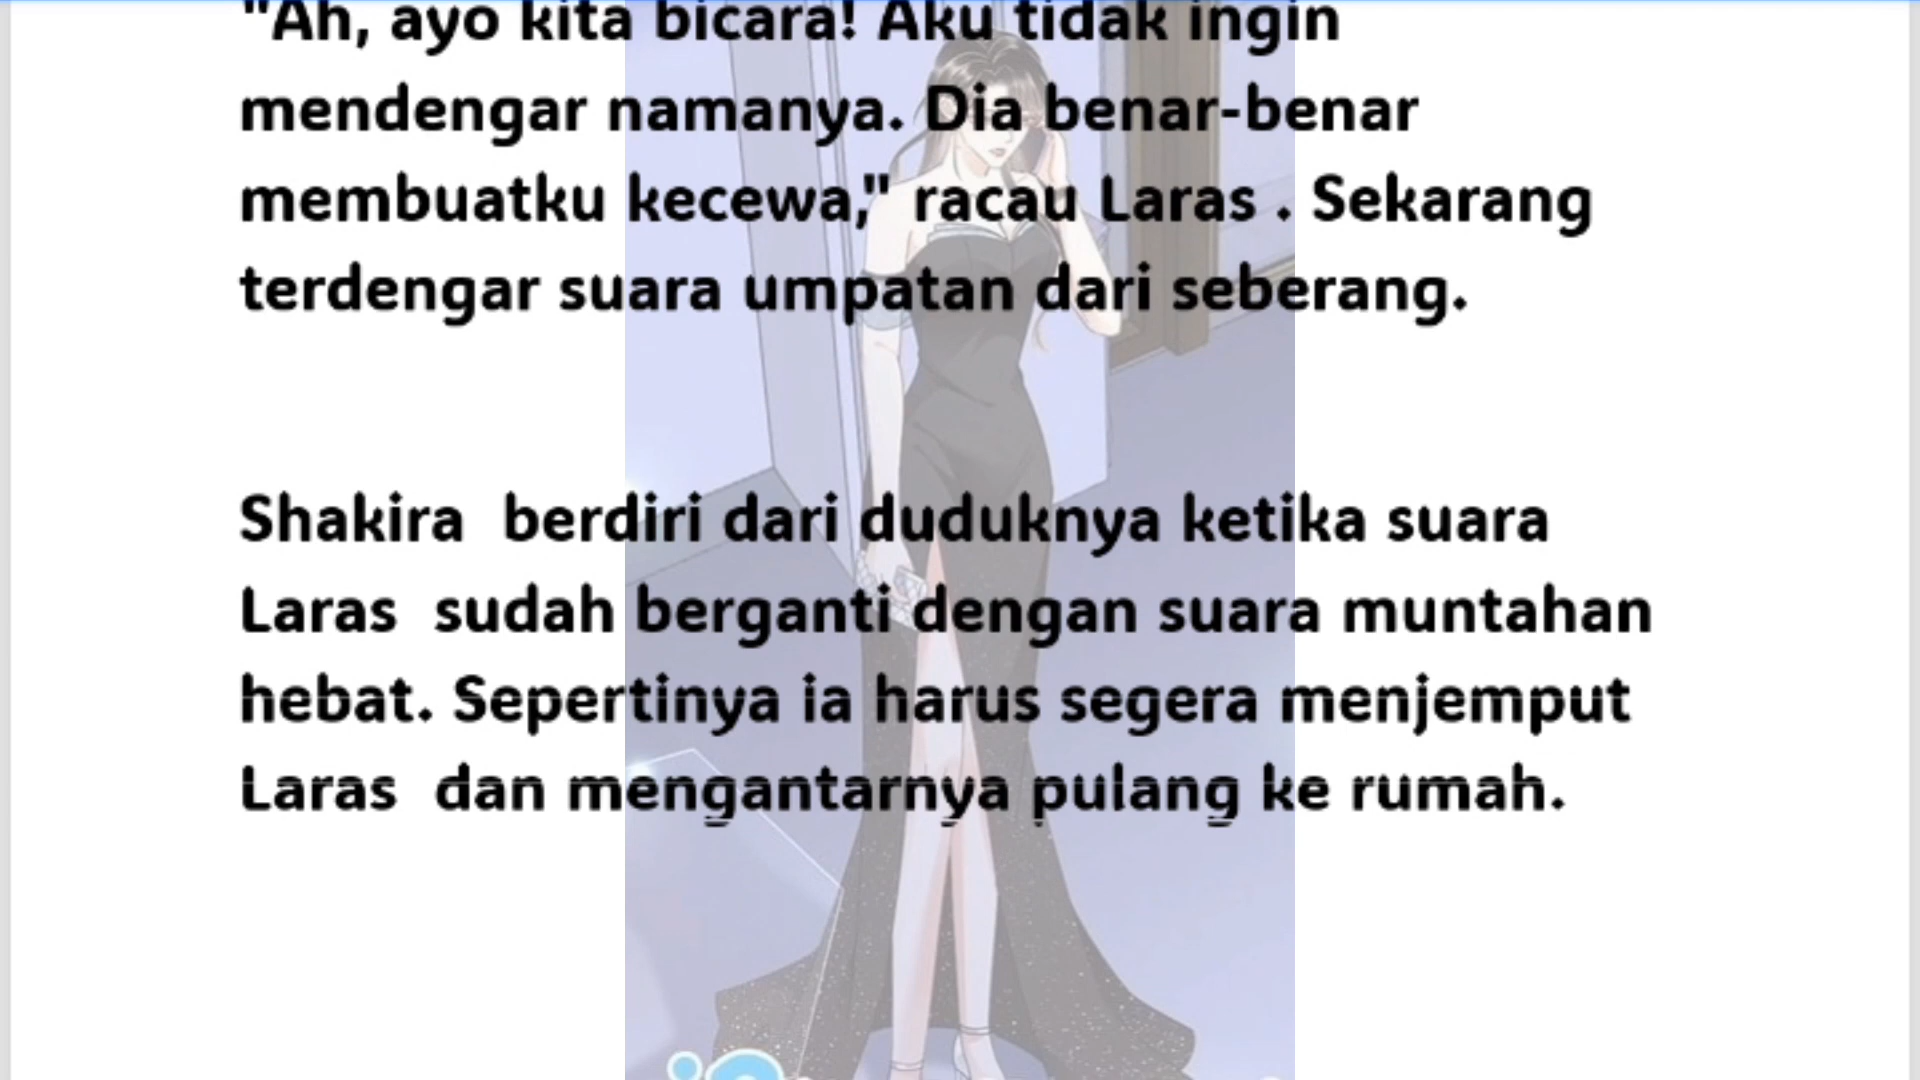 "Ah, ayo kita bicara! Aku tidak ingin
mendengar namanya. Dia benar-benar
membuatku kecewa," racau Laras . Sekarang
terdengar suara umpatan dari seberang.
Shakira  berdiri dari duduknya ketika suara
Laras  sudah berganti dengan suara muntahan
hebat. Sepertinya ia harus segera menjemput
Laras  dan mengantarnya pulang ke rumah.